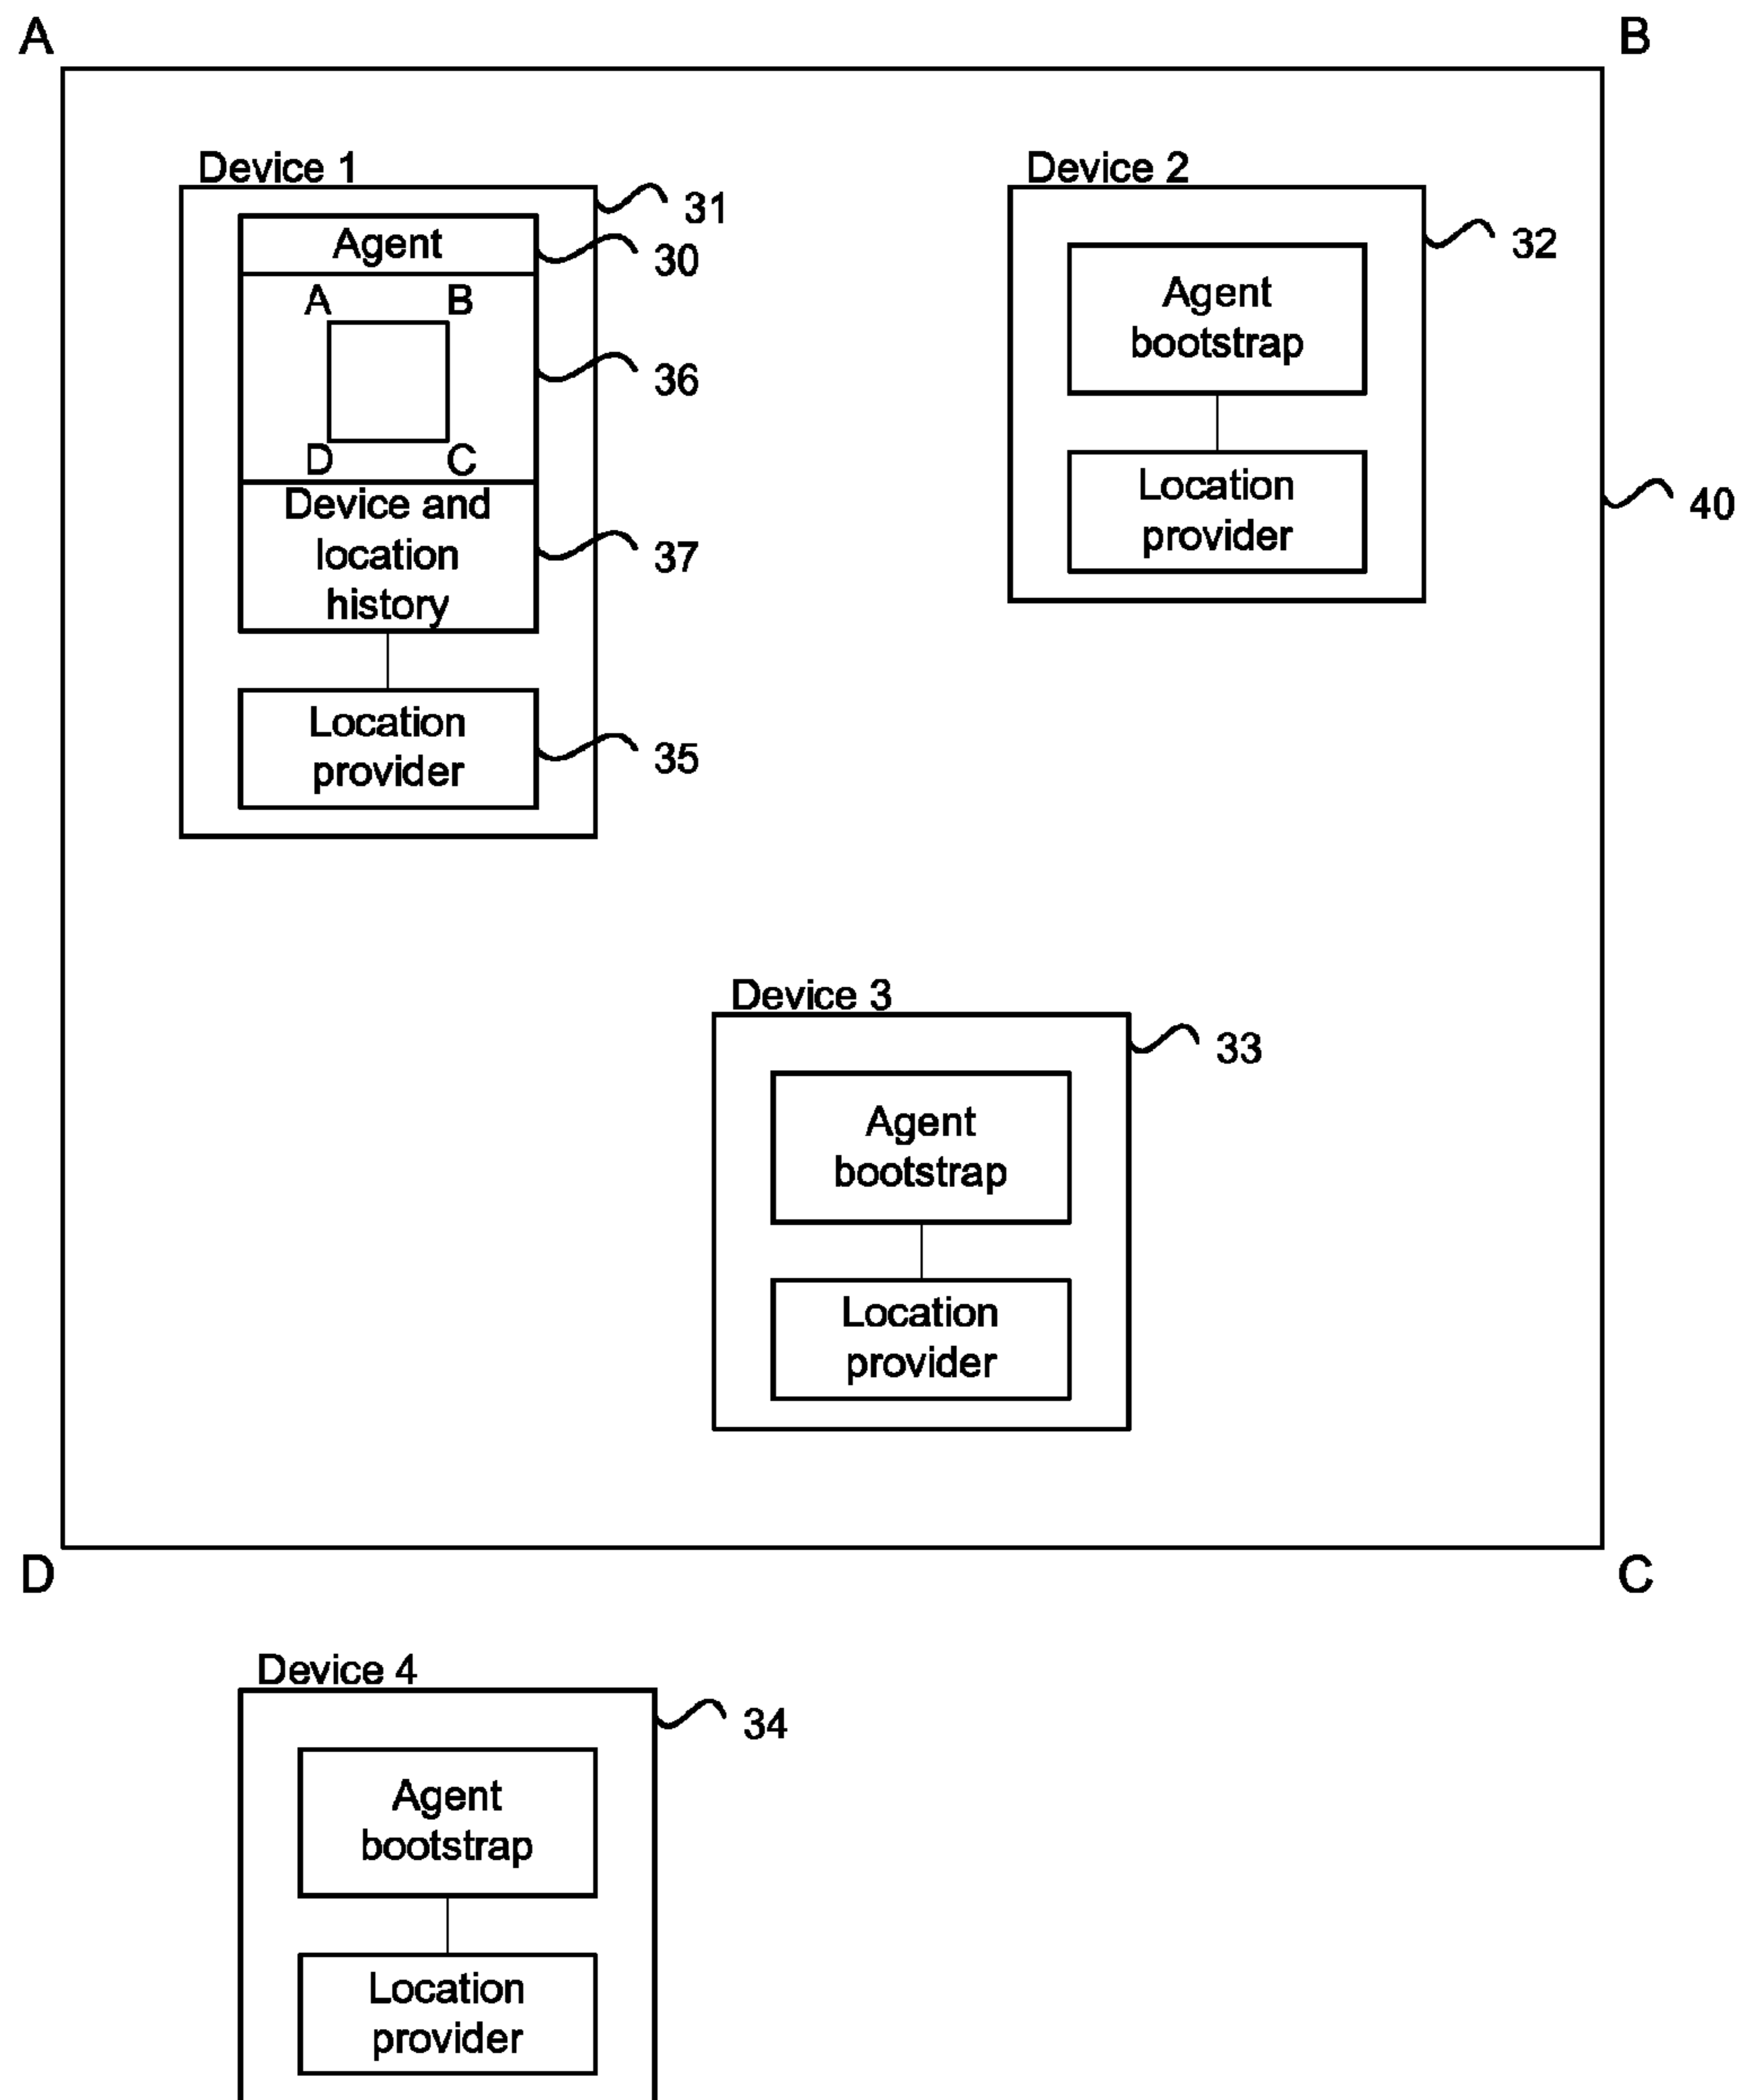 A
B
Device 1
31
Agent
30
A
B
36
D
C
Device and
location
history
37
Location
provider
35
Device 2
32
Agent
bootstrap
Location
provider
40
Device 3
33
Agent
bootstrap
Location
provider
D
C
Device 4
34
Agent
bootstrap
Location
provider